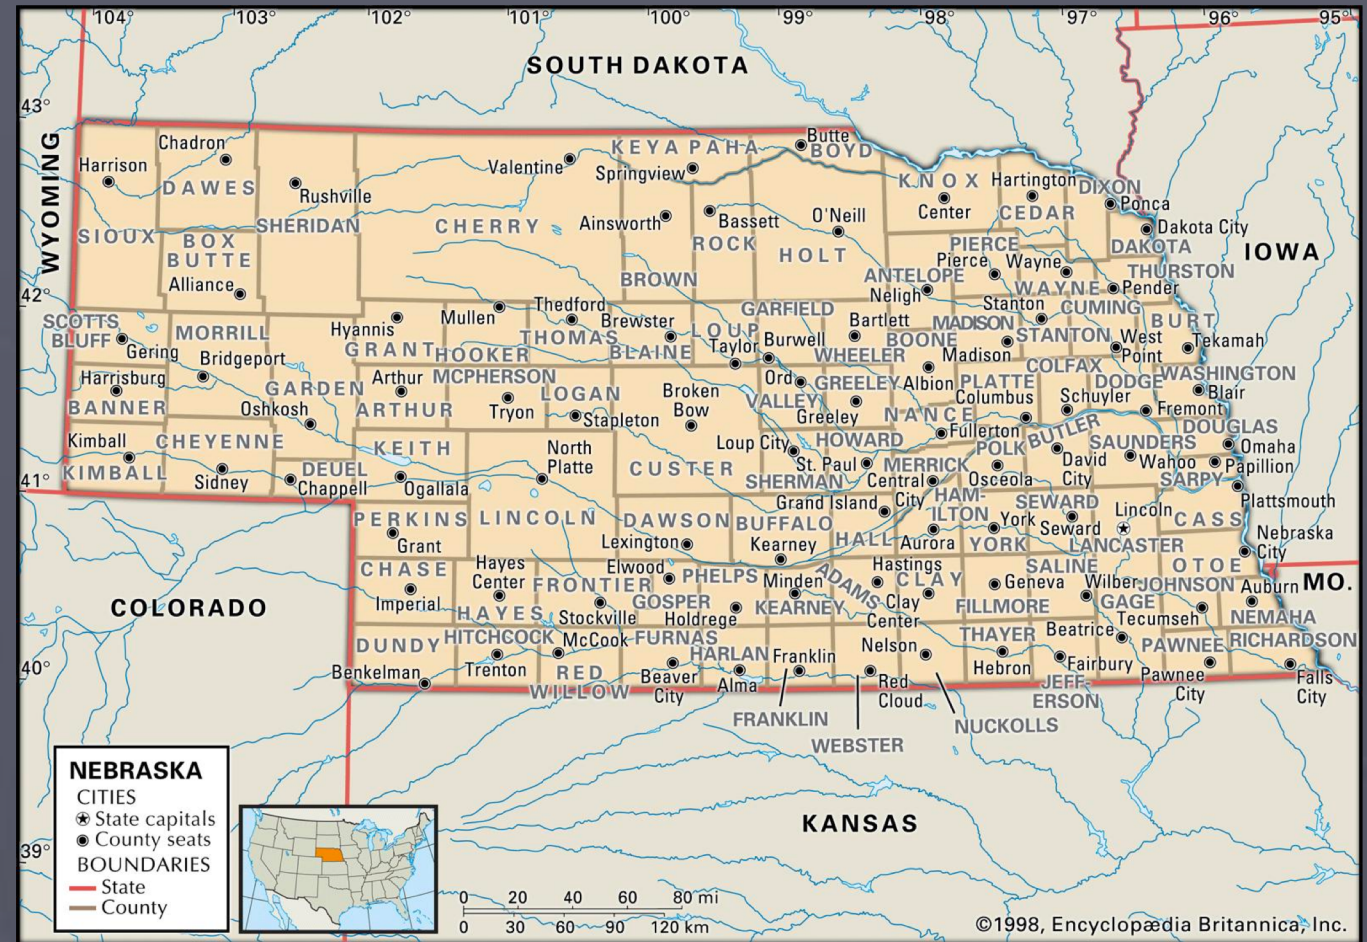 104°
103°
102°
101°
100°
99°
98°
97°
96°
95°
SOUTH DAKOTA
43°
WYOMING
Chadron
Harrison
DAWES
Rushville
SIOUX
SHERIDAN
BOX
BUTTE
Alliance
Valentine
CHERRY
KEYA PAHA
Springview
Butte
BOYD
Ainsworth
Bassett
ROCK
BROWN
O'Neill
HOLT
KNOX
Center
Hartington
CEDAR
DIXON
Ponca
Dakota City
DAKOTA
IOWA
PIERCE
Pierce
Wayne
WAYNE
THURSTON
Pender
ANTELOPE
Neligh
Stanton
STANTON
CUMING
BURT
42°
SCOTTS
BLUFF
Gering
MORRILL
Bridgeport
Harrisburg
BANNER
GARDEN
Oshkosh
Hyannis
GRANT
Mullen
HOOKER
Thedford
THOMAS
Brewster
BLAINE
LOUP
Taylor
GARFIELD
Burwell
Bartlett
WHEELER
BOONE
Albion
MADISON
Madison
West
Point
Tekamah
Arthur
ARTHUR
MCPHERSON
Tryon
LOGAN
Stapleton
Broken
Bow
CUSTER
Ord
VALLEY
GREELEY
Greeley
NANCE
Fullerton
PLATTE
Columbus
COLFAX
Schuyler
DODGE
Fremont
WASHINGTON
Blair
Kimball
KIMBALL
CHEYENNE
Sidney
DEUEL
Chappell
KEITH
Ogallala
North
Platte
LINCOLN
Loup City
SHERMAN
HOWARD
St. Paul
MERRICK
Central
City
POLK
Osceola
BUTLER
David
City
SAUNDERS
Wahoo
DOUGLAS
Omaha
Papillion
SARPY
41°
PERKINS
Grant
DAWSON
Lexington
BUFFALO
Kearney
Grand Island
HALL
HAM-
ILTON
Aurora
York
YORK
SEWARD
Seward
Lincoln
LANCASTER
CASS
Plattsmouth
Nebraska
City
OTOE
CHASE
Imperial
Hayes
Center
HAYES
FRONTIER
Stockville
Elwood
GOSPER
PHELPS
Holdrege
Minden
KEARNEY
ADAMS
Hastings
CLAY
Clay
Center
Geneva
FILLMORE
SALINE
Wilber
GAGE
Beatrice
JOHNSON
Tecumseh
Auburn
NEMAHA
MO.
COLORADO
DUNDY
Benkelman
HITCHCOCK
Trenton
McCook
RED
WILLOW
FURNAS
Beaver
City
HARLAN
Alma
Franklin
FRANKLIN
Red
Cloud
WEBSTER
Nelson
NUCKOLLS
THAYER
Hebron
Fairbury
JEFF-
ERSON
PAWNEE
Pawnee
City
RICHARDSON
Falls
City
40°
KANSAS
39°
NEBRASKA
CITIES
State capitals
County seats
BOUNDARIES
State
County
0 20 40 60 80 mi
0 30 60 90 120 km
©1998, Encyclopædia Britannica, Inc.